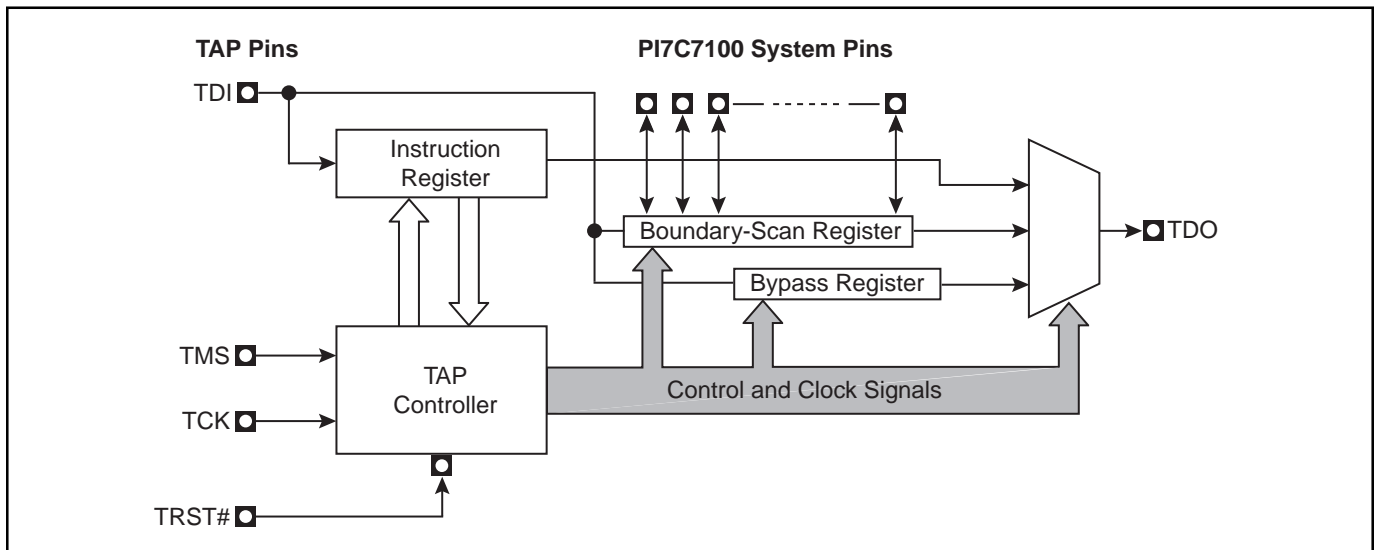 TAP Pins
PI7C7100 System Pins
TDI
Instruction
Register
Boundary-Scan Register
TDO
Bypass Register
TMS
TAP
Controller
Control and Clock Signals
TCK
TRST#